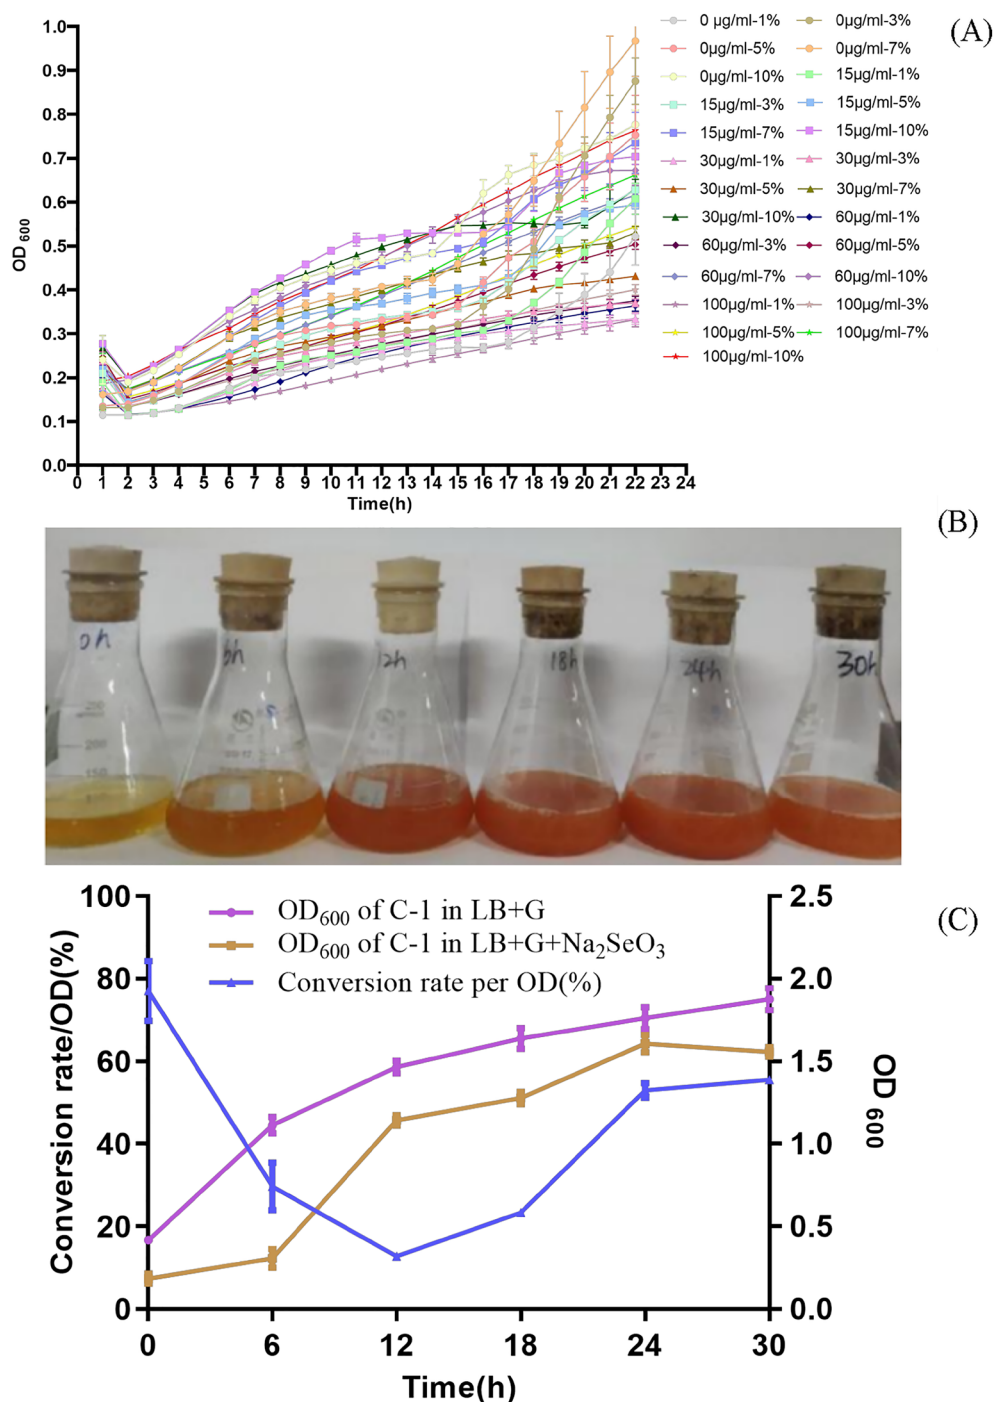 (A)
1.0
0.9
0.8
0.7
0.6
0.5
0.4
0.3
0.2
0.1
0.0
OD600
0 1 2 3 4 5 6 7 8 9 10 11 12 13 14 15 16 17 18 19 20 21 22 23 24
Time(h)
0 µg/ml-1% 0µg/ml-3%
0µg/ml-5% 0µg/ml-7%
0µg/ml-10% 15µg/ml-1%
15µg/ml-3% 15µg/ml-5%
15µg/ml-7% 15µg/ml-10%
30µg/ml-1% 30µg/ml-3%
30µg/ml-5% 30µg/ml-7%
30µg/ml-10% 60µg/ml-1%
60µg/ml-3% 60µg/ml-5%
60µg/ml-7% 60µg/ml-10%
100µg/ml-1% 100µg/ml-3%
100µg/ml-5% 100µg/ml-7%
100µg/ml-10%
(B)
0h
6h
12h
18h
24h
30h
200
150
(C)
OD600 of C-1 in LB+G
OD600 of C-1 in LB+G+Na2SeO3
Conversion rate per OD(%)
Conversion rate/OD(%)
100
80
60
40
20
0
2.5
2.0
1.5
1.0
0.5
0.0
OD 600
0 6 12 18 24 30
Time(h)